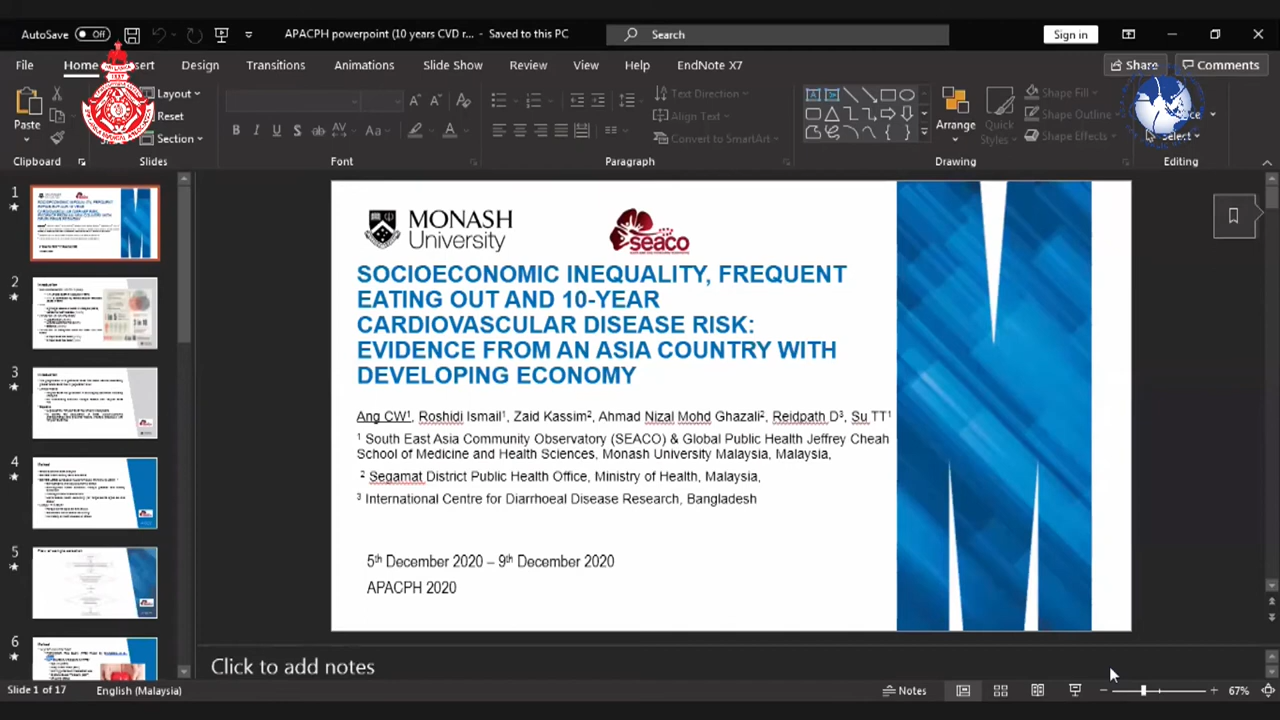 AutoSave Off
APACPH powerpoint (10 years CVD r... - Saved to this PC
Search
Sign in
File Home Design Transitions Animations Slide Show Review View Help EndNote X7
Share Comments
Paste
Layout
Reset
Section
Text Direction
Align Text
Convert to SmartArt
Arrange
Quick Styles
Shape Fill
Shape Outline
Shape Effects
Select
Clipboard Slides Font Paragraph Drawing Editing
1
2
3
4
5
6
MONASH
University
seaco
SOCIOECONOMIC INEQUALITY, FREQUENT
EATING OUT AND 10-YEAR
CARDIOVASCULAR DISEASE RISK:
EVIDENCE FROM AN ASIA COUNTRY WITH
DEVELOPING ECONOMY
Ang CW1, Roshidi Ismail1, Zaid Kassim2, Ahmad Nizal Mohd Ghazali2, Reidpath D3, Su TT1
1 South East Asia Community Observatory (SEACO) & Global Public Health Jeffrey Cheah
School of Medicine and Health Sciences, Monash University Malaysia, Malaysia,
2 Segamat District Public Health Office, Ministry of Health, Malaysia,
3 International Centre for Diarrhoeal Disease Research, Bangladesh
5th December 2020 – 9th December 2020
APACPH 2020
Click to add notes
Slide 1 of 17 English (Malaysia)
Notes
67%